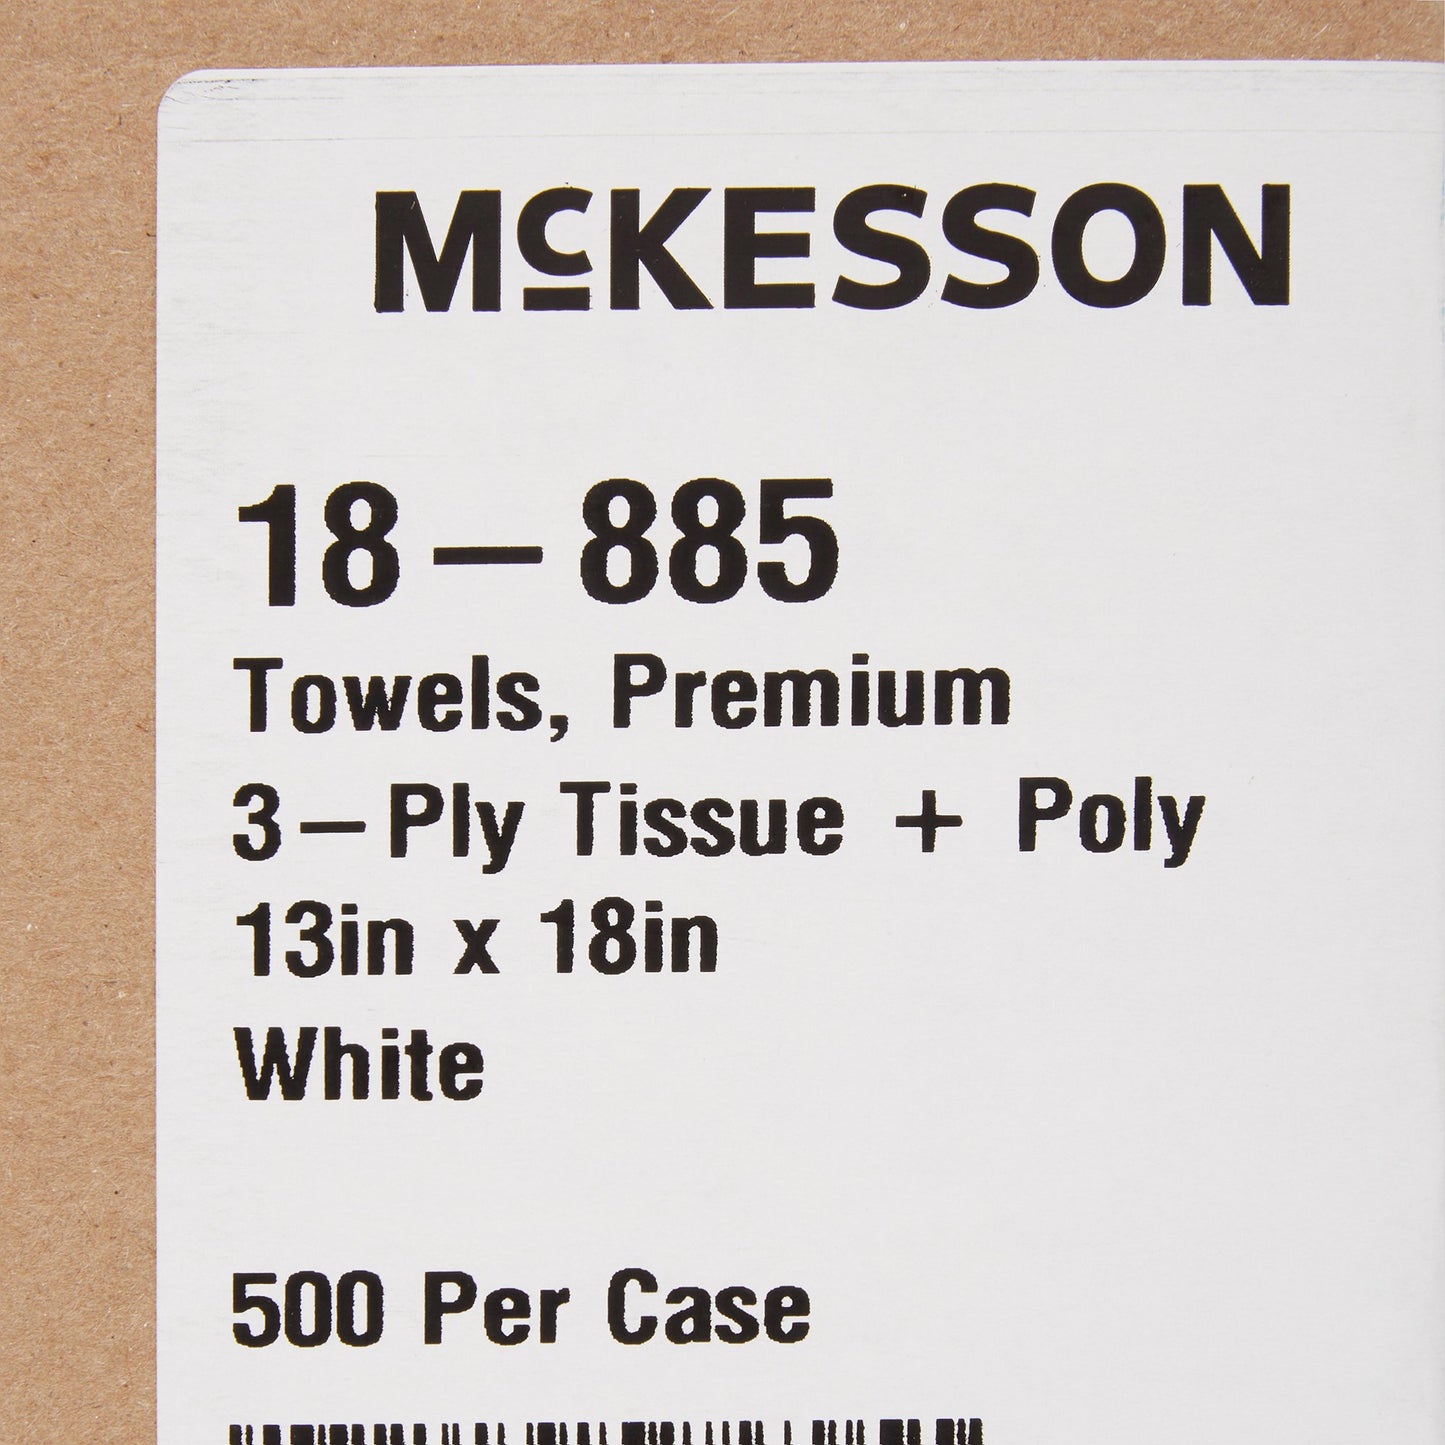 McKESSON
18-885
Towels, Premium
3-Ply Tissue + Poly
13in x 18in
White
500 Per Case